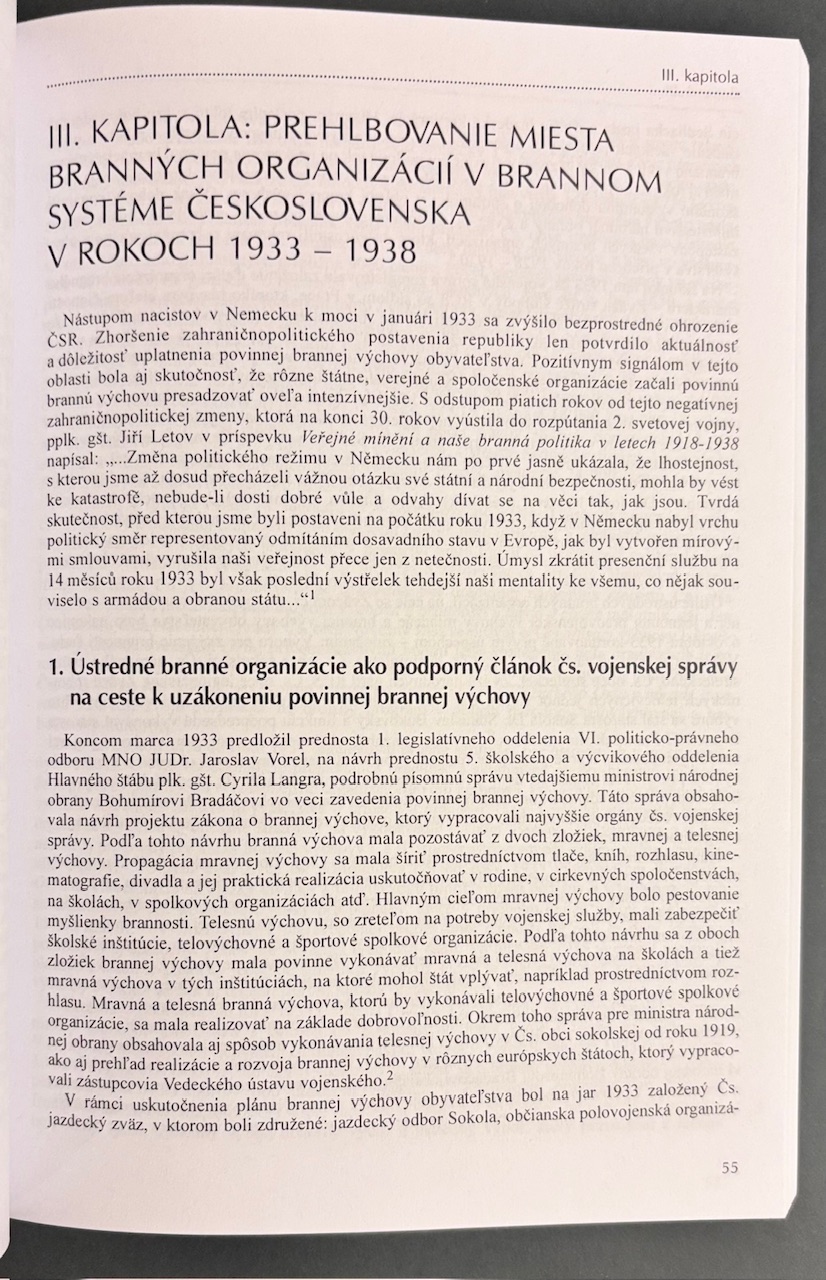 III. kapitola
III. KAPITOLA: PREHLBOVANIE MIESTA
BRANNÝCH ORGANIZÁCIÍ V BRANNOM
SYSTÉME ČESKOSLOVENSKA
V ROKOCH 1933 – 1938
Nástupom nacistov v Nemecku k moci v januári 1933 sa zvýšilo bezprostredné ohrozenie
ČSR. Zhoršenie zahraničnopolitického postavenia republiky len potvrdilo aktuálnosť
a dôležitosť uplatnenia povinnej brannej výchovy obyvateľstva. Pozitívnym signálom v tejto
oblasti bola aj skutočnosť, že rôzne štátne, verejné a spoločenské organizácie začali povinnú
brannú výchovu presadzovať oveľa intenzívnejšie. S odstupom piatich rokov od tejto negatívnej
zahraničnopolitickej zmeny, ktorá na konci 30. rokov vyústila do rozpútania 2. svetovej vojny,
pplk. gšt. Jiří Letov v príspevku Veřejné mínění a naše branná politika v letech 1918-1938
napísal: „...Změna politického režimu v Německu nám po prvé jasně ukázala, že lhostejnost,
s kterou jsme až dosud přecházeli vážnou otázku své státní a národní bezpečnosti, mohla by vést
ke katastrofě, nebude-li dosti dobré vůle a odvahy dívat se na věci tak, jak jsou. Tvrdá
skutečnost, před kterou jsme byli postaveni na počátku roku 1933, když v Německu nabyl vrchu
politický směr representovaný odmítáním dosavadního stavu v Evropě, jak byl vytvořen mírový-
mi smlouvami, vyrušila naši veřejnost přece jen z netečnosti. Úmysl zkrátit presenční službu na
14 měsíců roku 1933 byl však poslední výstřelek tehdejší naši mentality ke všemu, co nějak sou-
viselo s armádou a obranou státu...“1
1. Ústredné branné organizácie ako podporný článok čs. vojenskej správy
na ceste k uzákoneniu povinnej brannej výchovy
Koncom marca 1933 predložil prednosta 1. legislatívneho oddelenia VI. politicko-právneho
odboru MNO JUDr. Jaroslav Vorel, na návrh prednostu 5. školského a výcvikového oddelenia
Hlavného štábu plk. gšt. Cyrila Langra, podrobnú písomnú správu vtedajšiemu ministrovi národnej
obrany Bohumírovi Bradáčovi vo veci zavedenia povinnej brannej výchovy. Táto správa obsaho-
vala návrh projektu zákona o brannej výchove, ktorý vypracovali najvyššie orgány čs. vojenskej
správy. Podľa tohto návrhu branná výchova mala pozostávať z dvoch zložiek, mravnej a telesnej
výchovy. Propagácia mravnej výchovy sa mala šíriť prostredníctvom tlače, kníh, rozhlasu, kine-
matografie, divadla a jej praktická realizácia uskutočňovať v rodine, v cirkevných spoločenstvách,
na školách, v spolkových organizáciách atď. Hlavným cieľom mravnej výchovy bolo pestovanie
myšlienky brannosti. Telesnú výchovu, so zreteľom na potreby vojenskej služby, mali zabezpečiť
školské inštitúcie, telovýchovné a športové spolkové organizácie. Podľa tohto návrhu sa z oboch
zložiek brannej výchovy mala povinne vykonávať mravná a telesná výchova na školách a tiež
mravná výchova v tých inštitúciách, na ktoré mohol štát vplývať, napríklad prostredníctvom roz-
hlasu. Mravná a telesná branná výchova, ktorú by vykonávali telovýchovné a športové spolkové
organizácie, sa mala realizovať na základe dobrovoľnosti. Okrem toho správa pre ministra národ-
nej obrany obsahovala aj spôsob vykonávania telesnej výchovy v Čs. obci sokolskej od roku 1919,
ako aj prehľad realizácie a rozvoja brannej výchovy v rôznych európskych štátoch, ktorý vypraco-
vali zástupcovia Vedeckého ústavu vojenského.2
V rámci uskutočnenia plánu brannej výchovy obyvateľstva bol na jar 1933 založený Čs.
jazdecký zväz, v ktorom boli združené: jazdecký odbor Sokola, občianska polovojenská organizá-
55